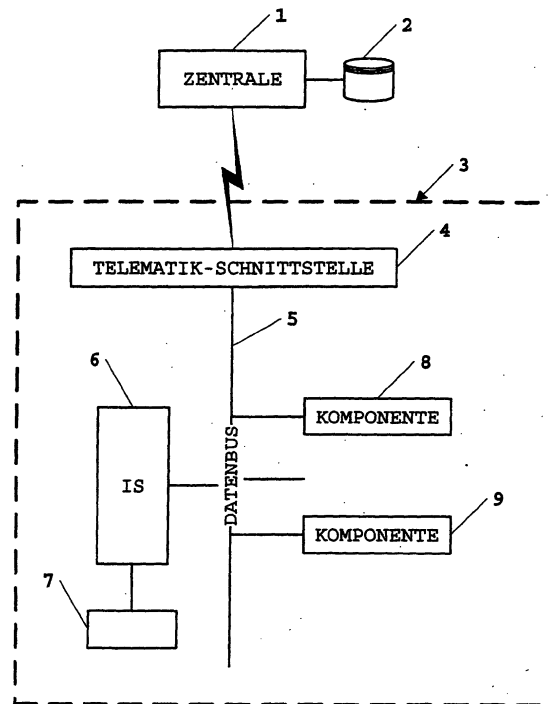 1
2
ZENTRALE
3
4
TELEMATIK-SCHNITTSTELLE
5
6
8
KOMPONENTE
DATENBUS
IS
9
KOMPONENTE
7